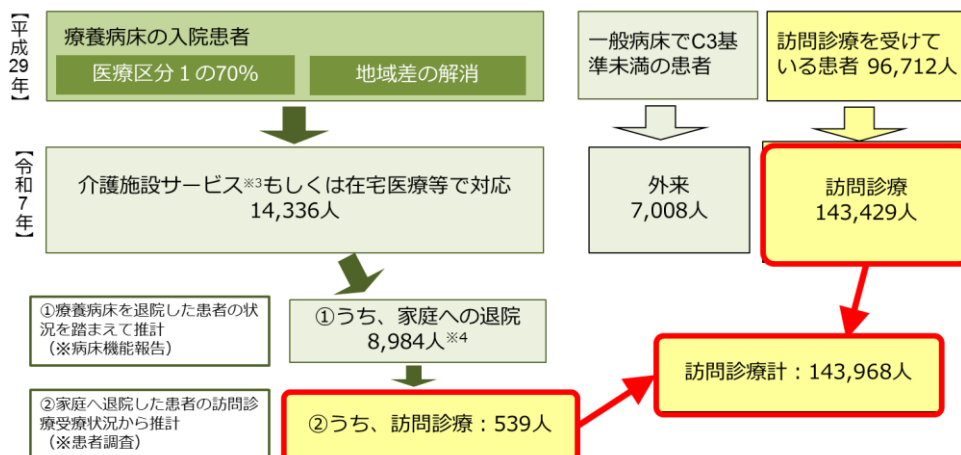 【平成29年】
療養病床の入院患者
医療区分１の70%
地域差の解消
一般病床でC3基
準未満の患者
訪問診療を受けて
いる患者 96,712人
【令和7年】
介護施設サービス※3もしくは在宅医療等で対応
14,336人
外来
7,008人
訪問診療
143,429人
①療養病床を退院した患者の状
況を踏まえて推計
（※病床機能報告）
①うち、家庭への退院
8,984人※4
訪問診療計：143,968人
②家庭へ退院した患者の訪問診
療受療状況から推計
（※患者調査）
②うち、訪問診療：539人